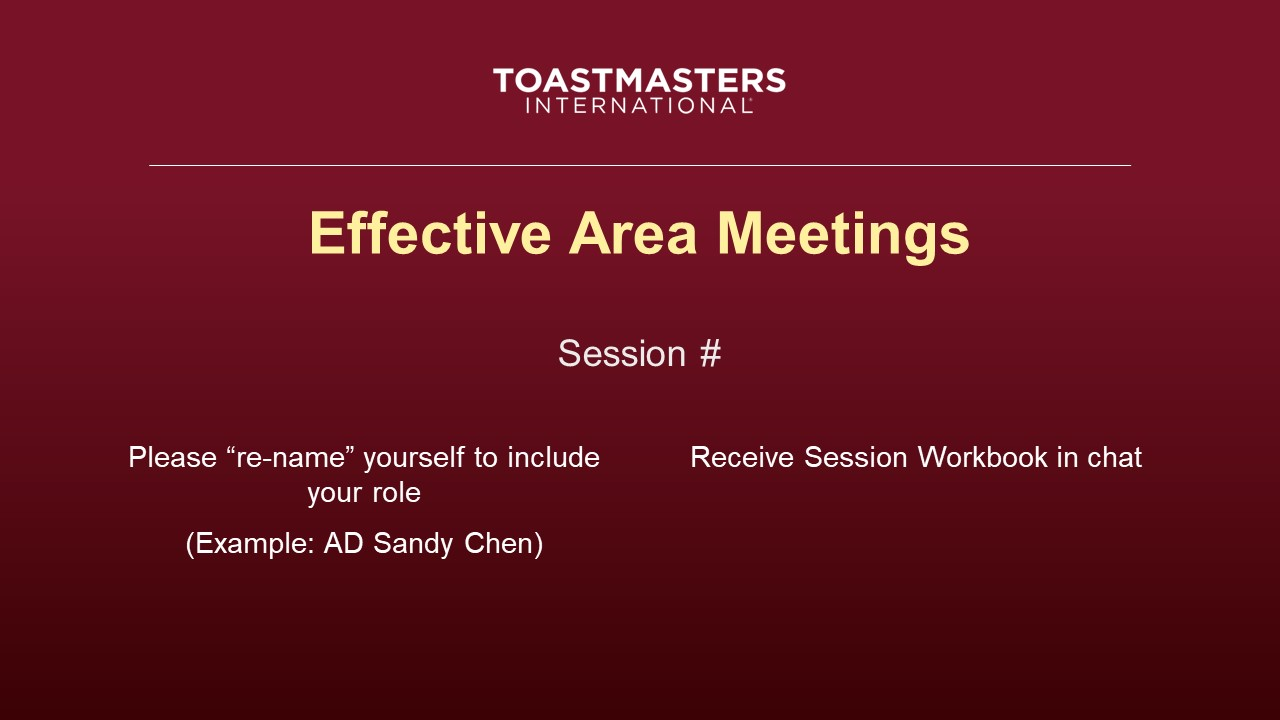 TOASTMASTERS
INTERNATIONAL®
Effective Area Meetings
Session #
Please “re-name” yourself to include
your role
(Example: AD Sandy Chen)
Receive Session Workbook in chat